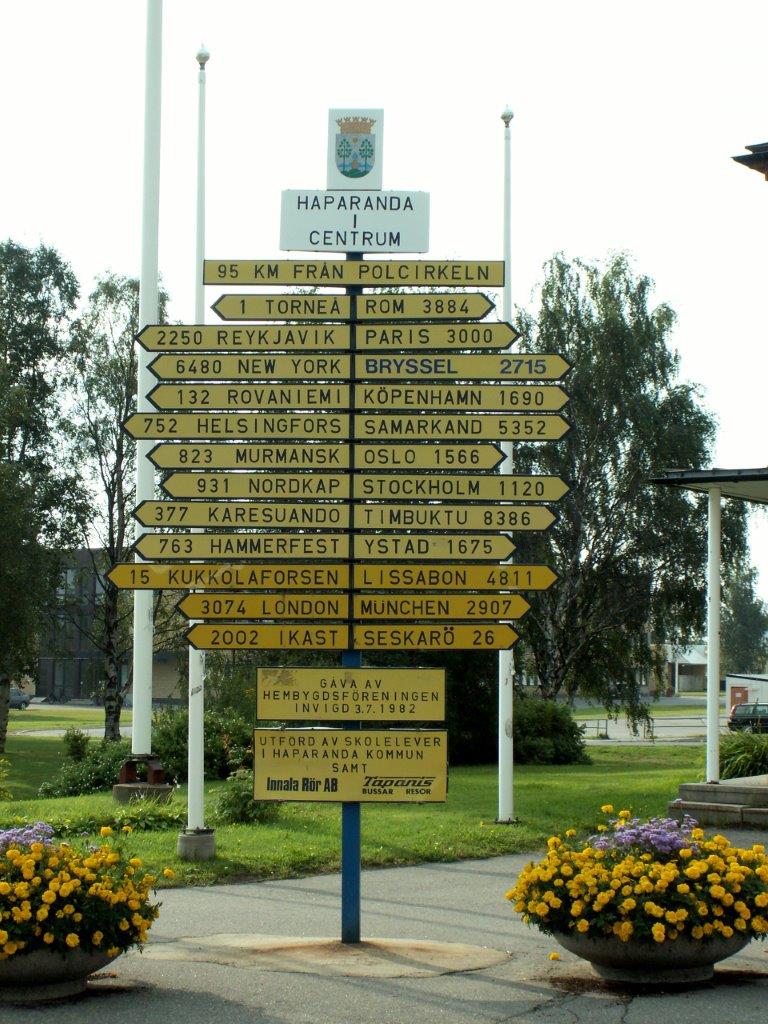 HAPARANDA
I
CENTRUM
95 KM FRÅN POLCIRKELN
1 TORNEÅ ROM 3884
2250 REYKJAVIK PARIS 3000
6480 NEW YORK BRYSSEL 2715
132 ROVANIEMI KÖPENHAMN 1690
752 HELSINGFORS SAMARKAND 5352
823 MURMANSK OSLO 1566
931 NORDKAP STOCKHOLM 1120
377 KARESUANDO TIMBUKTU 8386
763 HAMMERFEST YSTAD 1675
15 KUKKOLAFORSEN LISSABON 4811
3074 LONDON MÜNCHEN 2907
2002 IKAST SESKARÖ 26
GÅVA AV
HEMBYGDSFÖRENINGEN
INVIGD 3.7.1982
UTFÖRD AV SKOLELEVER
I HAPARANDA KOMMUN
SAMT
Innala Rör AB Tapanis
BUSSAR RESOR